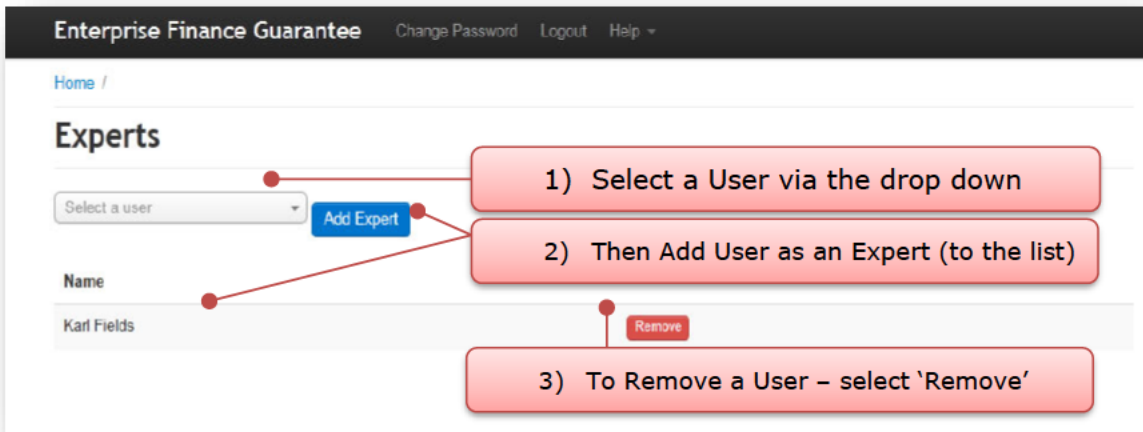 Enterprise Finance Guarantee Change Password Logout Help
Home /
Experts
1) Select a User via the drop down
Select a user
Add Expert
2) Then Add User as an Expert (to the list)
Name
Karl Fields
Remove
3) To Remove a User – select ‘Remove’